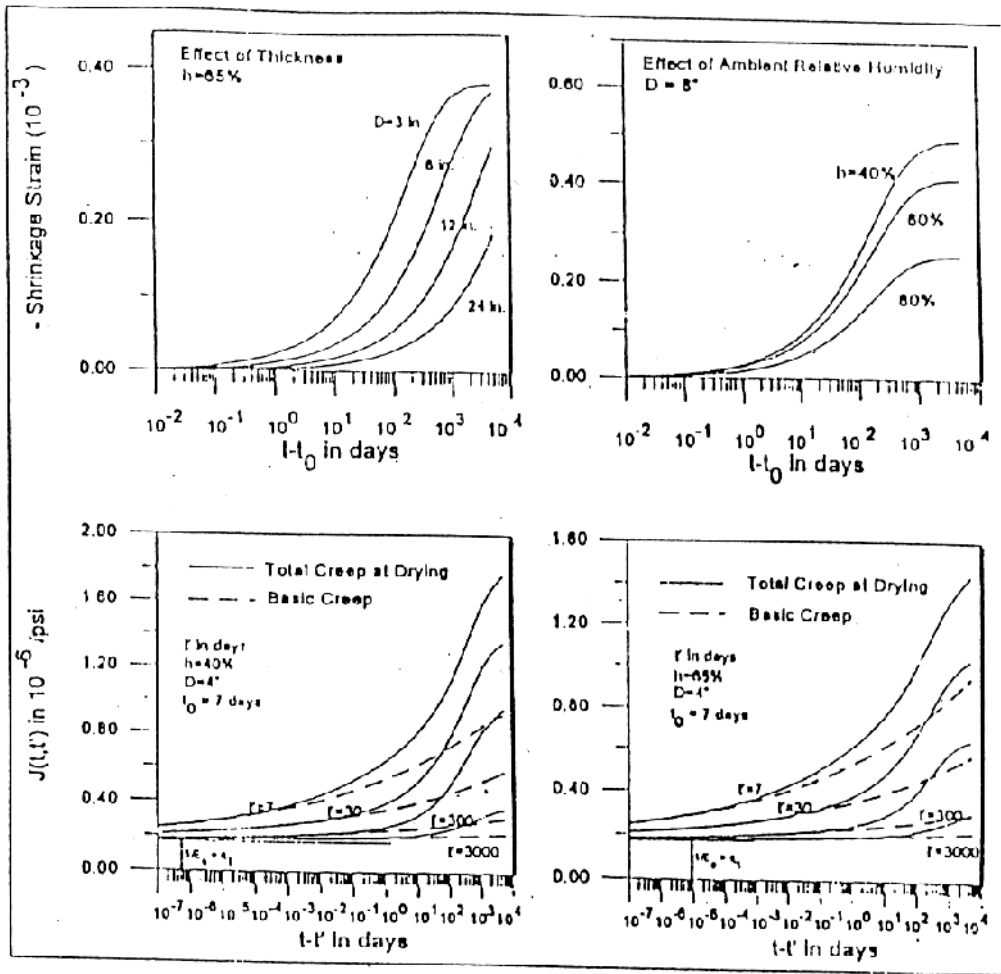 - Shrinkage Strain (10⁻³)
0.40
0.20
0.00
Effect of Thickness
h=65%
D=3 in.
6 in.
12 in.
24 in.
10⁻² 10⁻¹ 10⁰ 10¹ 10² 10³ 10⁴
t-t₀ in days
0.60
0.40
0.20
0.00
Effect of Ambient Relative Humidity
D = 8"
h=40%
60%
80%
10⁻² 10⁻¹ 10⁰ 10¹ 10² 10³ 10⁴
t-t₀ in days
J(t,t') in 10⁻⁶/psi
2.00
1.60
1.20
0.80
0.40
0.00
Total Creep at Drying
Basic Creep
t' in days
h=40%
D=4"
t₀ = 7 days
t'=7
t'=30
t'=300
t'=3000
10⁻⁷ 10⁻⁶ 10⁻⁵ 10⁻⁴ 10⁻³ 10⁻² 10⁻¹ 10⁰ 10¹ 10² 10³ 10⁴
t-t' in days
1.60
1.20
0.80
0.40
0.00
Total Creep at Drying
Basic Creep
t' in days
h=65%
D=4"
t₀ = 7 days
t'=7
t'=30
t'=300
t'=3000
10⁻⁷ 10⁻⁶ 10⁻⁵ 10⁻⁴ 10⁻³ 10⁻² 10⁻¹ 10⁰ 10¹ 10² 10³ 10⁴
t-t' in days